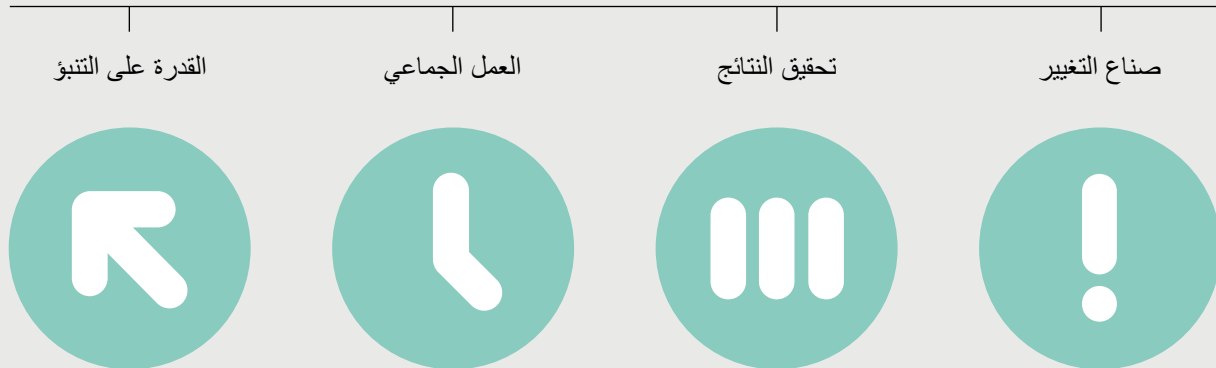 صناع التغيير
تحقيق النتائج
العمل الجماعي
القدرة على التنبؤ